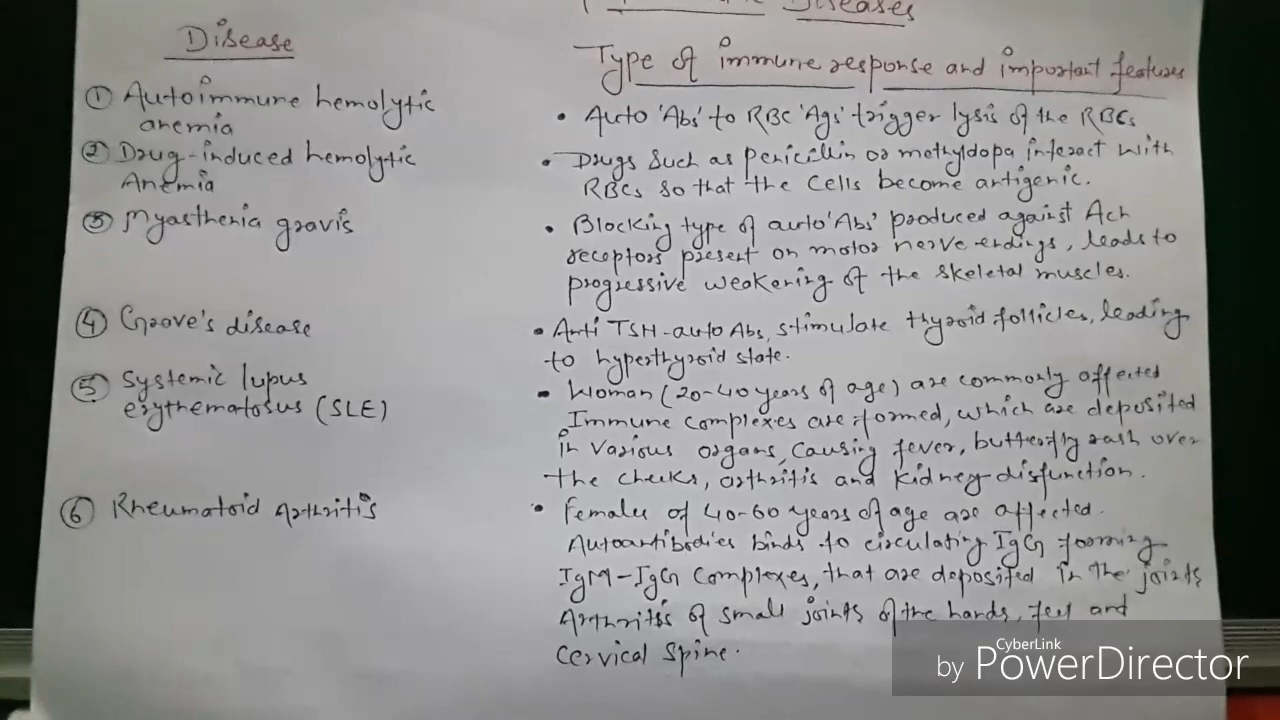 Diseases
Disease
Type of immune response and important features
① Autoimmune hemolytic
anemia
• Auto 'Abs' to RBC 'Ags' trigger lysis of the RBCs
② Drug-induced hemolytic
Anemia
• Drugs such as penicillin or methyldopa interact with
RBCs so that the cells become antigenic.
③ Myasthenia gravis
• Blocking type of auto 'Abs' produced against Ach
receptors present on motor nerve endings, leads to
progressive weakening of the skeletal muscles.
④ Groove's disease
• Anti TSH-auto Abs, stimulate thyroid follicles, leading
to hyperthyroid state.
⑤ Systemic lupus
erythematosus (SLE)
• Woman (20-40 years of age) are commonly affected
Immune complexes are formed, which are deposited
in various organs, causing fever, butterfly rash over
the cheeks, arthritis and kidney disfunction.
⑥ Rheumatoid Arthritis
• Females of 40-60 years of age are affected.
Autoantibodies binds to circulating IgG forming
IgM-IgG complexes, that are deposited in the joints
Arthritis of small joints of the hands, feet and
cervical spine.
CyberLink
by PowerDirector